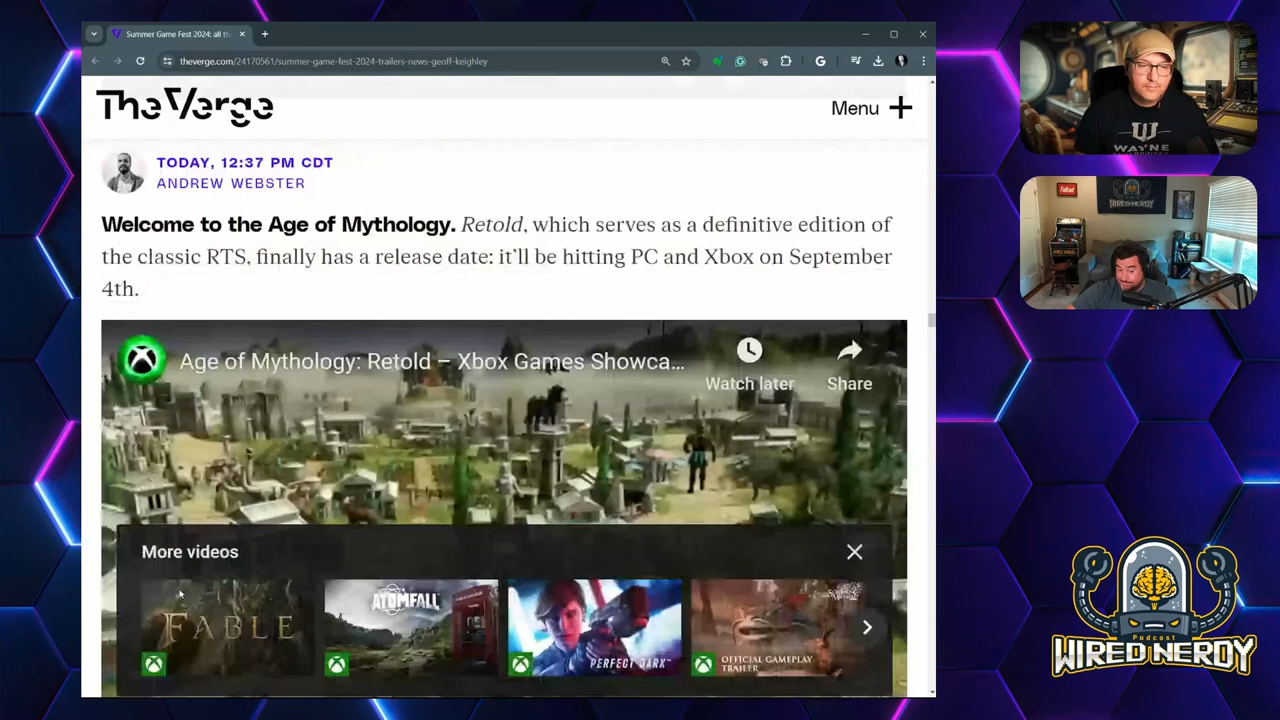 Summer Game Fest 2024: all th
theverge.com/24170561/summer-game-fest-2024-trailers-news-geoff-keighley
The Verge
Menu
TODAY, 12:37 PM CDT
ANDREW WEBSTER
Welcome to the Age of Mythology. Retold, which serves as a definitive edition of
the classic RTS, finally has a release date: it'll be hitting PC and Xbox on September
4th.
Age of Mythology: Retold – Xbox Games Showca...
Watch later
Share
More videos
FABLE
ATOMFALL
PERFECT DARK
OFFICIAL GAMEPLAY
TRAILER
WAYNE
Fallout
WIRED NERDY
Podcast
WIRED NERDY